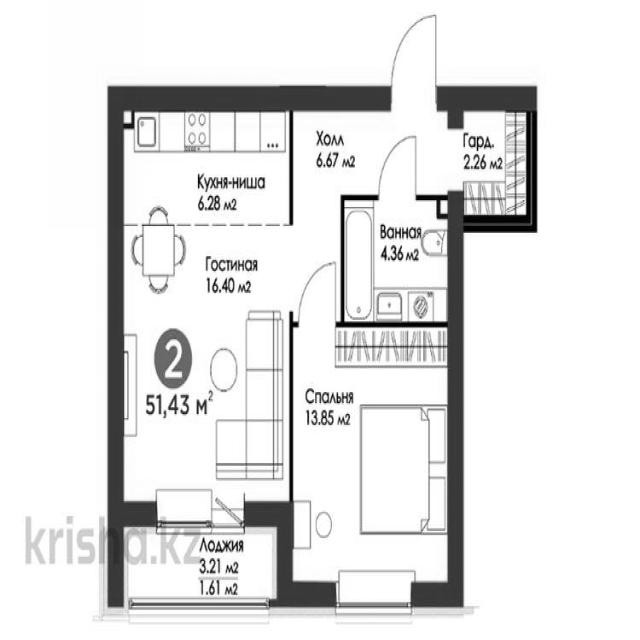 Холл
6.67 м2
Гард.
2.26 м2
Кухня-ниша
6.28 м2
Ванная
4.36 м2
Гостиная
16.40 м2
2
51,43 м2
Спальня
13.85 м2
krisha.kz
Лоджия
3.21 м2
1.61 м2